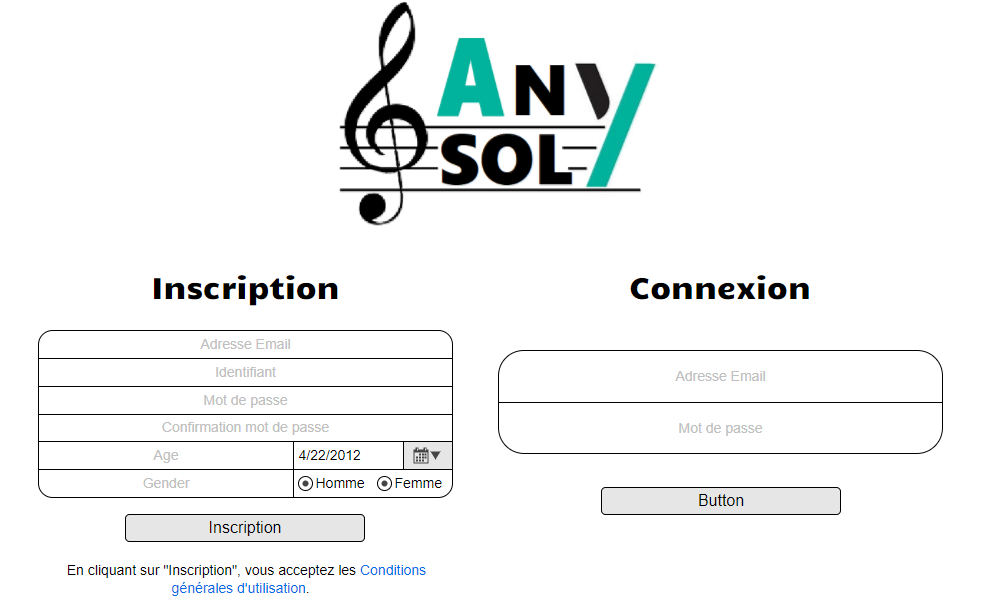 Any
SOL
Inscription
Adresse Email
Identifiant
Mot de passe
Confirmation mot de passe
Age 4/22/2012
Gender Homme Femme
Inscription
En cliquant sur "Inscription", vous acceptez les Conditions
générales d'utilisation.
Connexion
Adresse Email
Mot de passe
Button